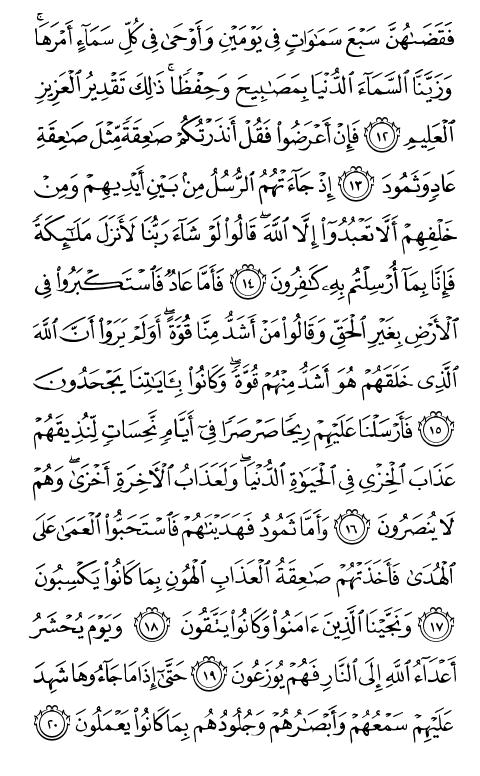 فَقَضَىٰهُنَّ سَبْعَ سَمَٰوَاتٍ فِى يَوْمَيْنِ وَأَوْحَىٰ فِى كُلِّ سَمَآءٍ أَمْرَهَا ۚ
وَزَيَّنَّا ٱلسَّمَآءَ ٱلدُّنْيَا بِمَصَٰبِيحَ وَحِفْظًا ۚ ذَٰلِكَ تَقْدِيرُ ٱلْعَزِيزِ
ٱلْعَلِيمِ ١٢ فَإِنْ أَعْرَضُوا۟ فَقُلْ أَنذَرْتُكُمْ صَٰعِقَةً مِّثْلَ صَٰعِقَةِ
عَادٍ وَثَمُودَ ١٣ إِذْ جَآءَتْهُمُ ٱلرُّسُلُ مِنۢ بَيْنِ أَيْدِيهِمْ وَمِنْ
خَلْفِهِمْ أَلَّا تَعْبُدُوٓا۟ إِلَّا ٱللَّهَ ۖ قَالُوا۟ لَوْ شَآءَ رَبُّنَا لَأَنزَلَ مَلَٰٓئِكَةً
فَإِنَّا بِمَآ أُرْسِلْتُم بِهِۦ كَٰفِرُونَ ١٤ فَأَمَّا عَادٌ فَٱسْتَكْبَرُوا۟ فِى
ٱلْأَرْضِ بِغَيْرِ ٱلْحَقِّ وَقَالُوا۟ مَنْ أَشَدُّ مِنَّا قُوَّةً ۖ أَوَلَمْ يَرَوْا۟ أَنَّ ٱللَّهَ
ٱلَّذِى خَلَقَهُمْ هُوَ أَشَدُّ مِنْهُمْ قُوَّةً ۖ وَكَانُوا۟ بِـَٔايَٰتِنَا يَجْحَدُونَ
١٥ فَأَرْسَلْنَا عَلَيْهِمْ رِيحًا صَرْصَرًا فِىٓ أَيَّامٍ نَّحِسَاتٍ لِّنُذِيقَهُمْ
عَذَابَ ٱلْخِزْىِ فِى ٱلْحَيَوٰةِ ٱلدُّنْيَا ۖ وَلَعَذَابُ ٱلْءَاخِرَةِ أَخْزَىٰ ۖ وَهُمْ
لَا يُنصَرُونَ ١٦ وَأَمَّا ثَمُودُ فَهَدَيْنَٰهُمْ فَٱسْتَحَبُّوا۟ ٱلْعَمَىٰ عَلَى
ٱلْهُدَىٰ فَأَخَذَتْهُمْ صَٰعِقَةُ ٱلْعَذَابِ ٱلْهُونِ بِمَا كَانُوا۟ يَكْسِبُونَ
١٧ وَنَجَّيْنَا ٱلَّذِينَ ءَامَنُوا۟ وَكَانُوا۟ يَتَّقُونَ ١٨ وَيَوْمَ يُحْشَرُ
أَعْدَآءُ ٱللَّهِ إِلَى ٱلنَّارِ فَهُمْ يُوزَعُونَ ١٩ حَتَّىٰٓ إِذَا مَا جَآءُوهَا شَهِدَ
عَلَيْهِمْ سَمْعُهُمْ وَأَبْصَٰرُهُمْ وَجُلُودُهُم بِمَا كَانُوا۟ يَعْمَلُونَ ٢٠